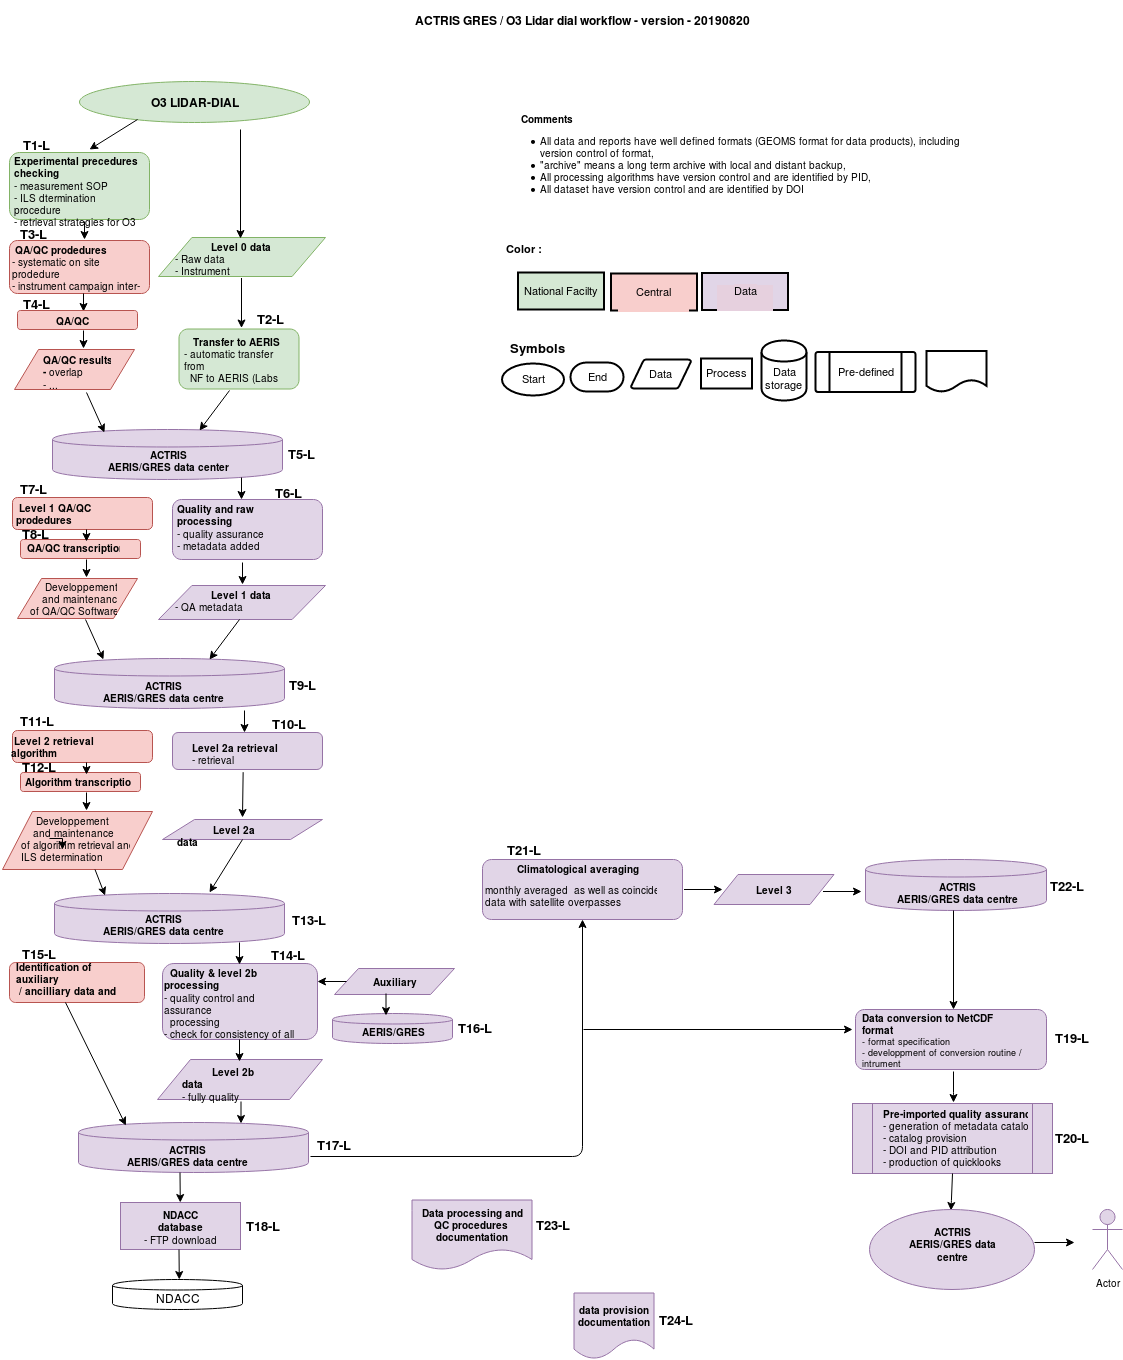 ACTRIS GRES / O3 Lidar dial workflow - version - 20190820
O3 LIDAR-DIAL
T1-L
Experimental precedures
checking
- measurement SOP
- ILS dtermination
procedure
- retrieval strategies for O3
T3-L
QA/QC prodedures
- systematic on site
prodedure
- instrument campaign inter-
T4-L
QA/QC
QA/QC results
- overlap
- ...
Level 0 data
- Raw data
- Instrument
T2-L
Transfer to AERIS
- automatic transfer
from
NF to AERIS (Labs
Comments
All data and reports have well defined formats (GEOMS format for data products), including
version control of format,
"archive" means a long term archive with local and distant backup,
All processing algorithms have version control and are identified by PID,
All dataset have version control and are identified by DOI
Color :
National Facilty
Central
Data
Symbols
Start
End
Data
Process
Data
storage
Pre-defined
ACTRIS
AERIS/GRES data center
T5-L
T7-L
Level 1 QA/QC
prodedures
T8-L
QA/QC transcriptio
Developpement
and maintenanc
of QA/QC Software
T6-L
Quality and raw
processing
- quality assurance
- metadata added
Level 1 data
- QA metadata
ACTRIS
AERIS/GRES data centre
T9-L
T11-L
Level 2 retrieval
algorithm
T12-L
Algorithm transcriptio
Developpement
and maintenance
of algorithm retrieval and
ILS determination
T10-L
Level 2a retrieval
- retrieval
Level 2a
data
ACTRIS
AERIS/GRES data centre
T13-L
T15-L
Identification of
auxiliary
/ ancilliary data and
T14-L
Quality & level 2b
processing
- quality control and
assurance
processing
- check for consistency of all
Auxiliary
AERIS/GRES
T16-L
Level 2b
data
- fully quality
ACTRIS
AERIS/GRES data centre
T17-L
NDACC
database
- FTP download
T18-L
NDACC
T21-L
Climatological averaging
monthly averaged  as well as coincide
data with satellite overpasses
Level 3
ACTRIS
AERIS/GRES data centre
T22-L
Data conversion to NetCDF
format
- format specification
- developpment of conversion routine /
intrument
T19-L
Pre-imported quality assuranc
- generation of metadata catalo
- catalog provision
- DOI and PID attribution
- production of quicklooks
T20-L
ACTRIS
AERIS/GRES data
centre
Actor
Data processing and
QC procedures
documentation
T23-L
data provision
documentation
T24-L